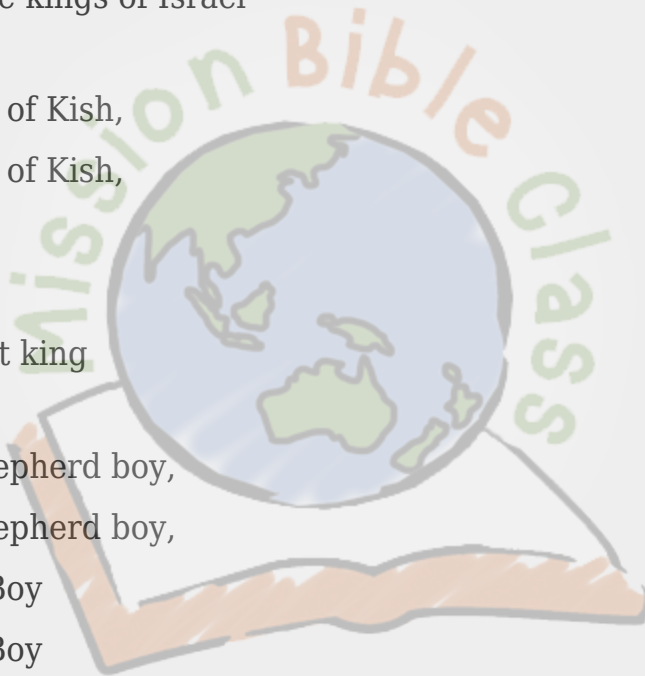 kings of Israel
of Kish,
of Kish,
t king
epherd boy,
epherd boy,
Boy
Boy
Mission Bible Class